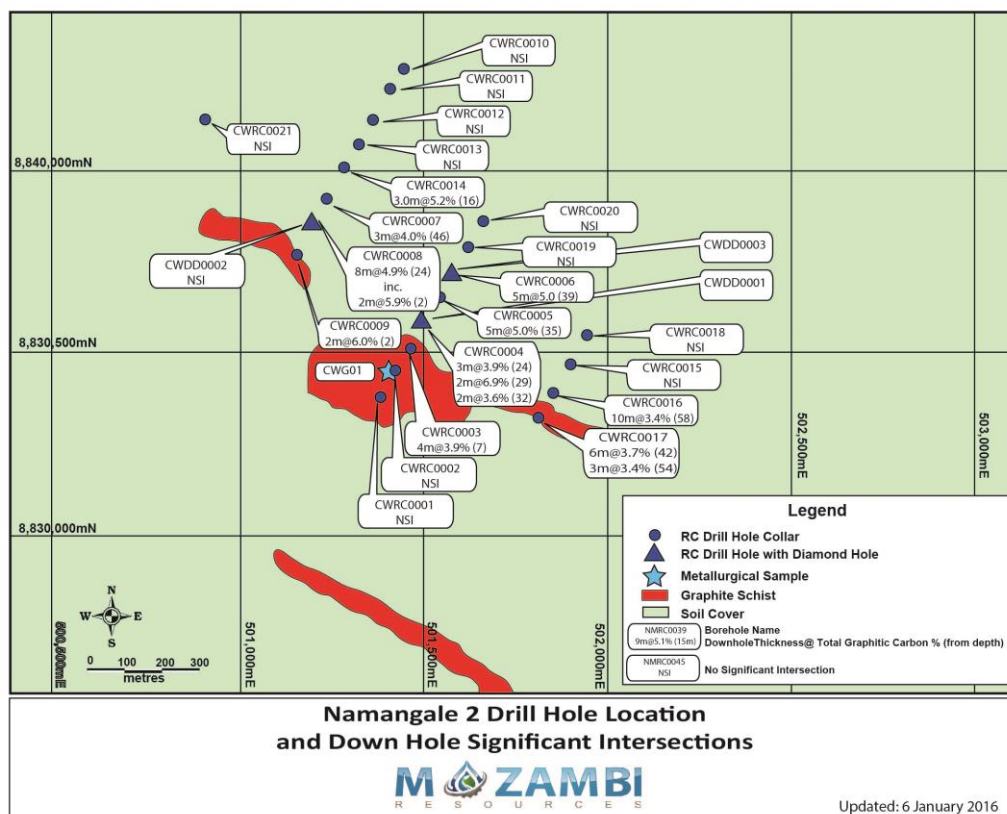 CWRC0010
NSI
CWRC0011
NSI
CWRC0012
NSI
CWRC0021
NSI
CWRC0013
NSI
8,840,000mN
CWRC0014
3.0m@5.2% (16)
CWRC0020
NSI
CWRC0007
3m@4.0% (46)
CWRC0019
NSI
CWDD0003
CWDD0002
NSI
CWRC0008
8m@4.9% (24)
inc.
2m@5.9% (2)
CWRC0006
5m@5.0 (39)
CWDD0001
CWRC0009
2m@6.0% (2)
CWRC0005
5m@5.0% (35)
CWRC0018
NSI
8,830,500mN
CWRC0004
3m@3.9% (24)
2m@6.9% (29)
2m@3.6% (32)
CWG01
CWRC0015
NSI
CWRC0016
10m@3.4% (58)
CWRC0003
4m@3.9% (7)
CWRC0017
6m@3.7% (42)
3m@3.4% (54)
CWRC0002
NSI
CWRC0001
NSI
502,500mE
503,000mE
8,830,000mN
Legend
RC Drill Hole Collar
RC Drill Hole with Diamond Hole
Metallurgical Sample
Graphite Schist
Soil Cover
NMRC0039
9m@5.1% (15m)
Borehole Name
DownholeThickness@ Total Graphitic Carbon % (from depth)
NMRC0045
NSI
No Significant Intersection
N
W E
S
0 100 200 300
metres
600,500mE
501,000mE
501,500mE
502,000mE
Namangale 2 Drill Hole Location
and Down Hole Significant Intersections
MOZAMBI
RESOURCES
Updated: 6 January 2016